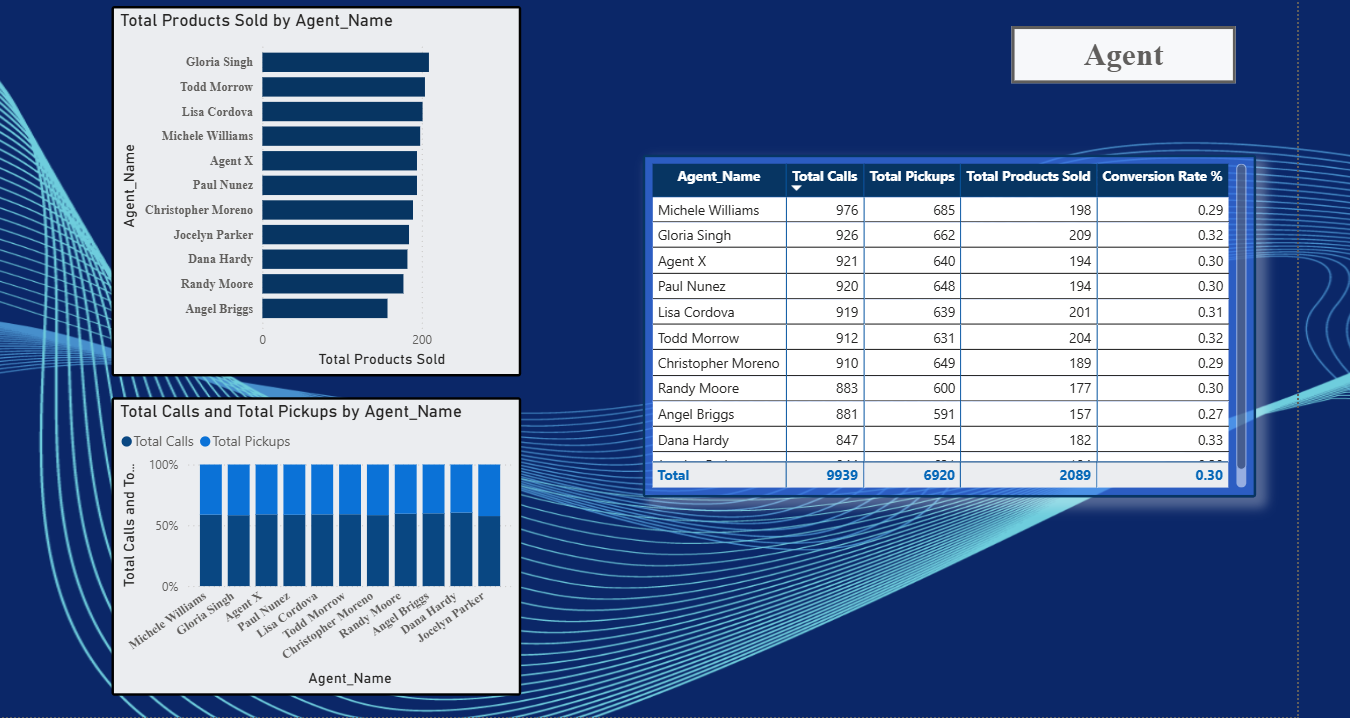 Total Products Sold by Agent_Name
Agent_Name
Gloria Singh
Todd Morrow
Lisa Cordova
Michele Williams
Agent X
Paul Nunez
Christopher Moreno
Jocelyn Parker
Dana Hardy
Randy Moore
Angel Briggs
0 200
Total Products Sold
Total Calls and Total Pickups by Agent_Name
Total Calls Total Pickups
Total Calls and To...
100%
50%
0%
Michele Williams
Gloria Singh
Agent X
Paul Nunez
Lisa Cordova
Todd Morrow
Christopher Moreno
Randy Moore
Angel Briggs
Dana Hardy
Jocelyn Parker
Agent_Name
Agent
Agent_Name Total Calls Total Pickups Total Products Sold Conversion Rate %
Michele Williams 976 685 198 0.29
Gloria Singh 926 662 209 0.32
Agent X 921 640 194 0.30
Paul Nunez 920 648 194 0.30
Lisa Cordova 919 639 201 0.31
Todd Morrow 912 631 204 0.32
Christopher Moreno 910 649 189 0.29
Randy Moore 883 600 177 0.30
Angel Briggs 881 591 157 0.27
Dana Hardy 847 554 182 0.33
Total 9939 6920 2089 0.30